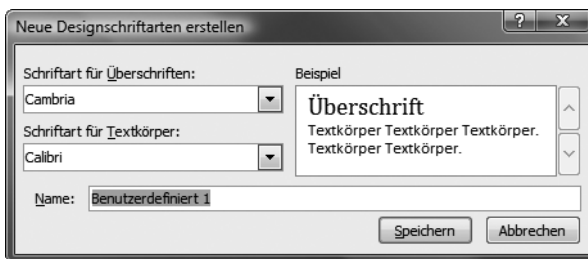 Neue Designschriftarten erstellen
Schriftart für Überschriften:
Cambria
Schriftart für Textkörper:
Calibri
Beispiel
Überschrift
Textkörper Textkörper Textkörper.
Textkörper Textkörper.
Name: Benutzerdefiniert 1
Speichern Abbrechen